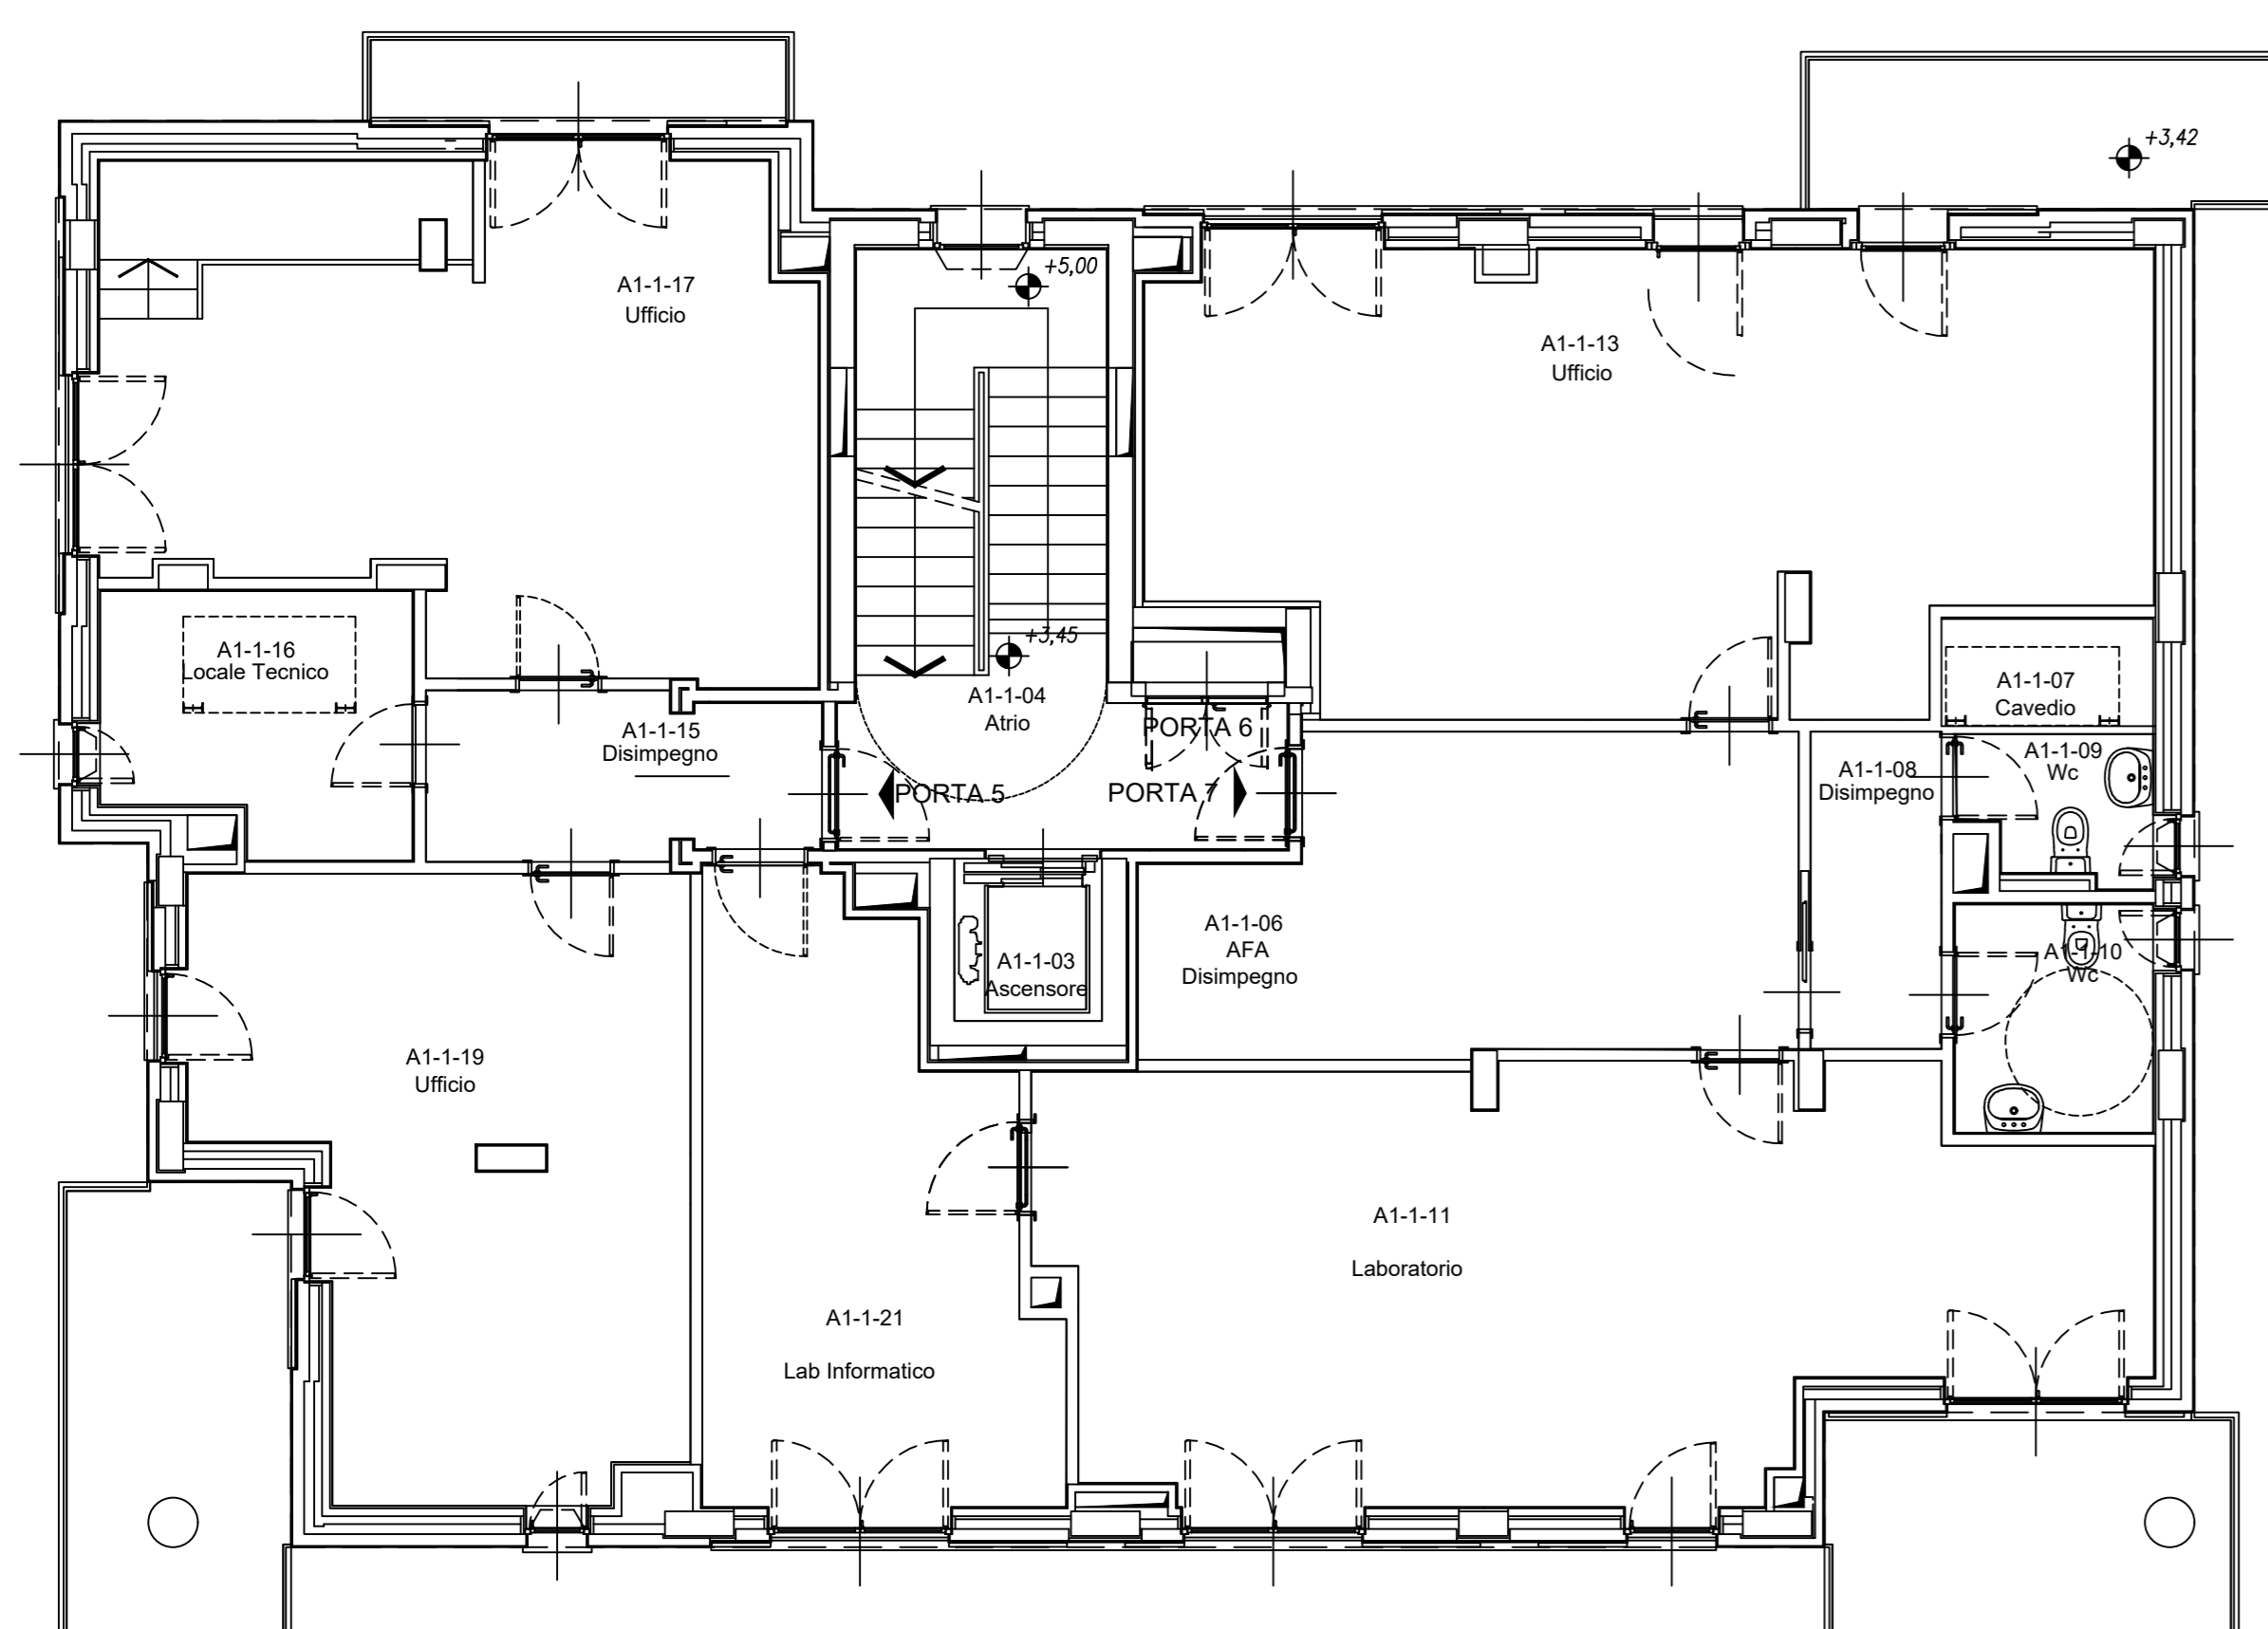 +3,42
+5,00
A1-1-17
Ufficio
A1-1-13
Ufficio
+3,45
A1-1-16
Locale Tecnico
A1-1-04
Atrio
A1-1-15
Disimpegno
PORTA 6
A1-1-07
Cavedio
A1-1-09
Wc
A1-1-08
Disimpegno
PORTA 5
PORTA 7
A1-1-06
AFA
Disimpegno
A1-1-03
Ascensore
A1-1-10
Wc
A1-1-19
Ufficio
A1-1-11
Laboratorio
A1-1-21
Lab Informatico